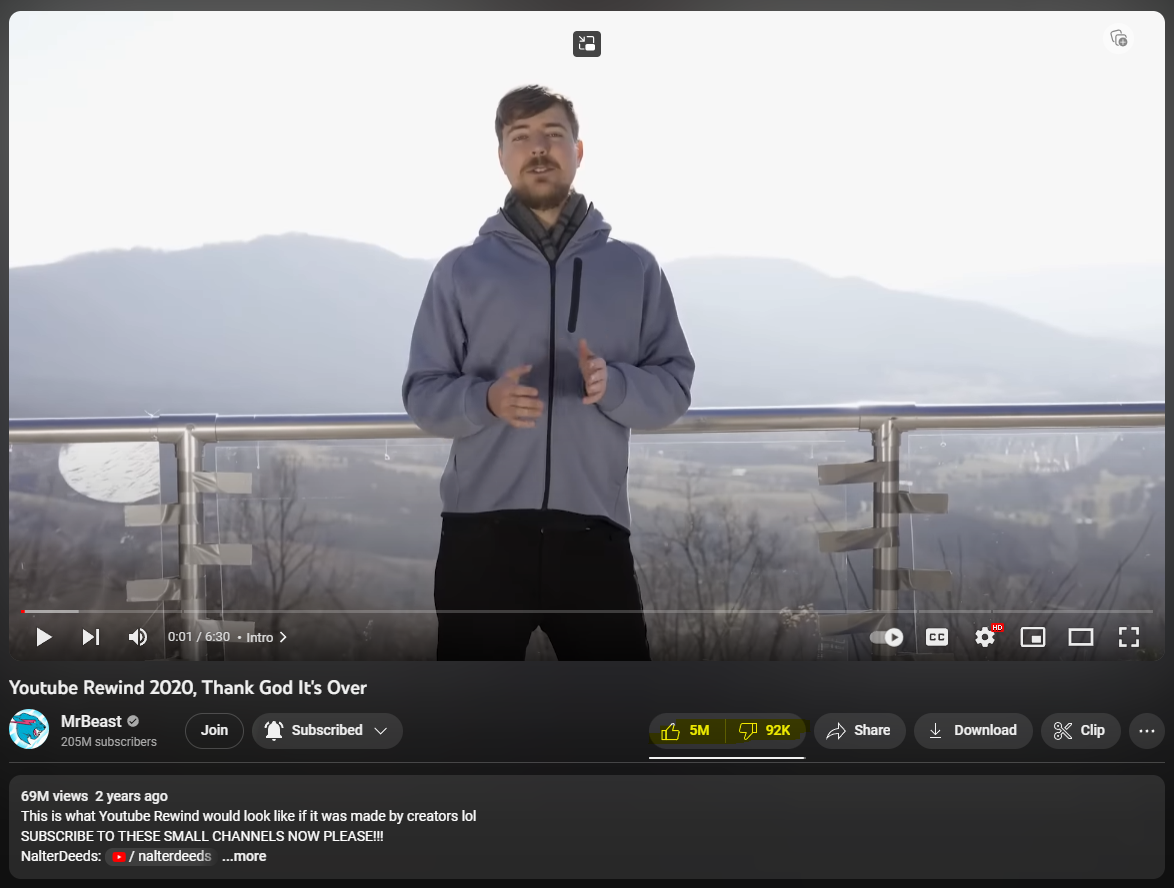 0:01 / 6:30 • Intro
CC
HD
Youtube Rewind 2020, Thank God It's Over
MrBeast
205M subscribers
Join
Subscribed
5M
92K
Share
Download
Clip
69M views 2 years ago
This is what Youtube Rewind would look like if it was made by creators lol
SUBSCRIBE TO THESE SMALL CHANNELS NOW PLEASE!!!
NalterDeeds: / nalterdeeds ...more